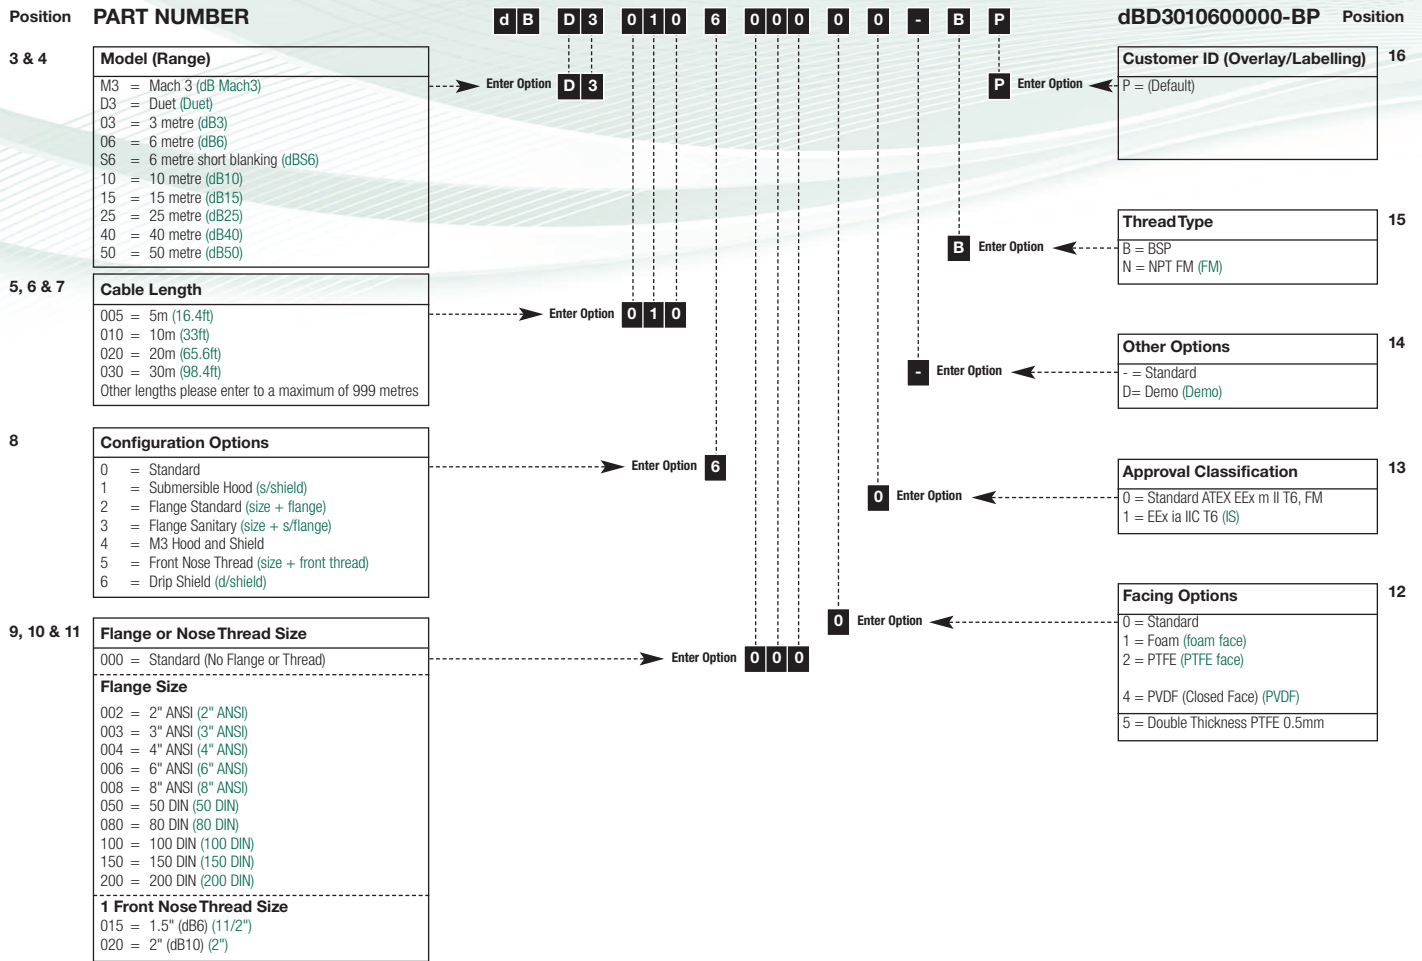 Position PART NUMBER d B D 3 0 1 0 6 0 0 0 0 0 - B P dBD3010600000-BP Position
3 & 4
Model (Range)
M3 = Mach 3 (dB Mach3)
D3 = Duet (Duet)
03 = 3 metre (dB3)
06 = 6 metre (dB6)
S6 = 6 metre short blanking (dBS6)
10 = 10 metre (dB10)
15 = 15 metre (dB15)
25 = 25 metre (dB25)
40 = 40 metre (dB40)
50 = 50 metre (dB50)
Enter Option D 3
5, 6 & 7
Cable Length
005 = 5m (16.4ft)
010 = 10m (33ft)
020 = 20m (65.6ft)
030 = 30m (98.4ft)
Other lengths please enter to a maximum of 999 metres
Enter Option 0 1 0
8
Configuration Options
0 = Standard
1 = Submersible Hood (s/shield)
2 = Flange Standard (size + flange)
3 = Flange Sanitary (size + s/flange)
4 = M3 Hood and Shield
5 = Front Nose Thread (size + front thread)
6 = Drip Shield (d/shield)
Enter Option 6
9, 10 & 11
Flange or Nose Thread Size
000 = Standard (No Flange or Thread)
Enter Option 0 0 0
Flange Size
002 = 2" ANSI (2" ANSI)
003 = 3" ANSI (3" ANSI)
004 = 4" ANSI (4" ANSI)
006 = 6" ANSI (6" ANSI)
008 = 8" ANSI (8" ANSI)
050 = 50 DIN (50 DIN)
080 = 80 DIN (80 DIN)
100 = 100 DIN (100 DIN)
150 = 150 DIN (150 DIN)
200 = 200 DIN (200 DIN)
1 Front Nose Thread Size
015 = 1.5" (dB6) (11/2")
020 = 2" (dB10) (2")
Customer ID (Overlay/Labelling) 16
P = (Default)
P Enter Option
Thread Type 15
B = BSP
N = NPT FM (FM)
B Enter Option
Other Options 14
- = Standard
D= Demo (Demo)
- Enter Option
Approval Classification 13
0 = Standard ATEX EEx m II T6, FM
1 = EEx ia IIC T6 (IS)
0 Enter Option
Facing Options 12
0 = Standard
1 = Foam (foam face)
2 = PTFE (PTFE face)
4 = PVDF (Closed Face) (PVDF)
5 = Double Thickness PTFE 0.5mm
0 Enter Option